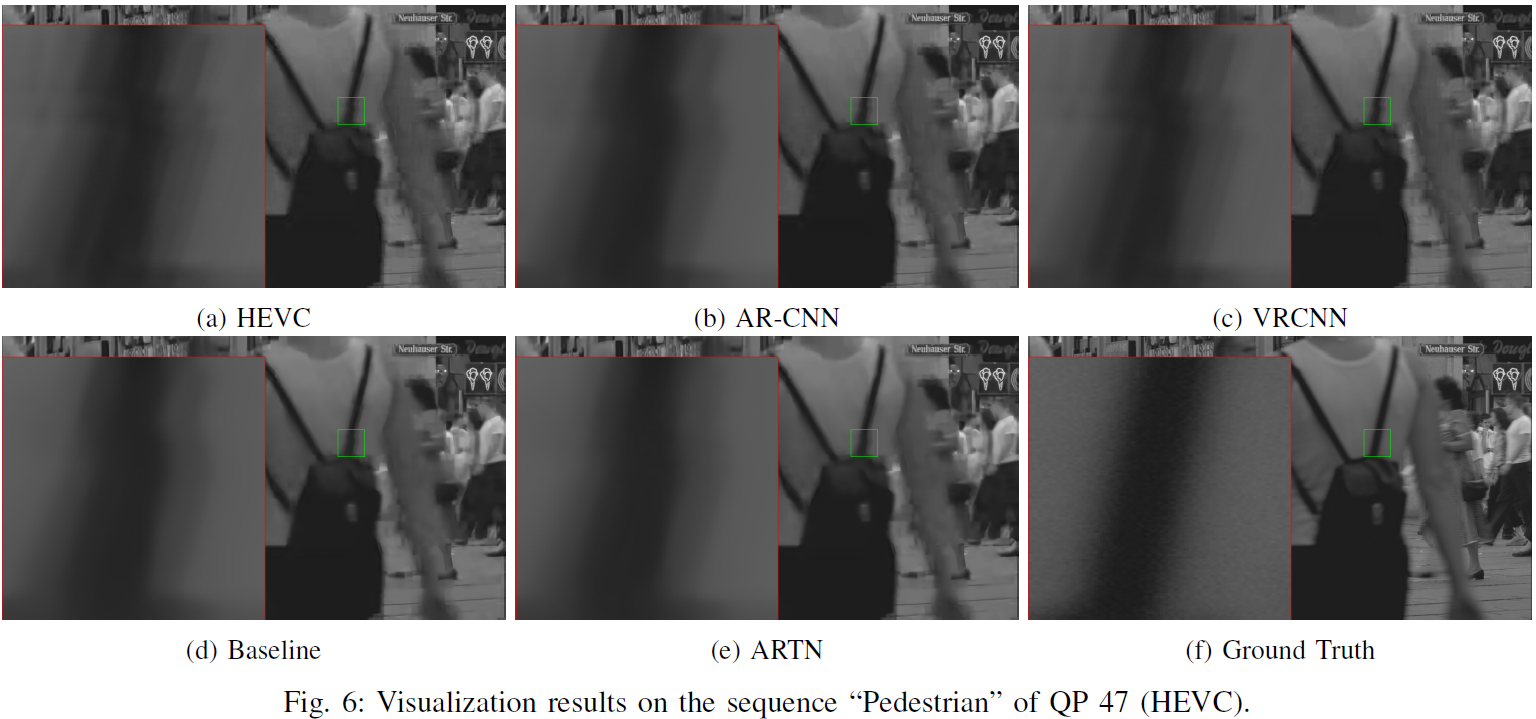 Neuhauser Str.
Neuhauser Str.
Neuhauser Str.
(a) HEVC
(b) AR-CNN
(c) VRCNN
Neuhauser Str.
Neuhauser Str.
Neuhauser Str.
(d) Baseline
(e) ARTN
(f) Ground Truth
Fig. 6: Visualization results on the sequence “Pedestrian” of QP 47 (HEVC).